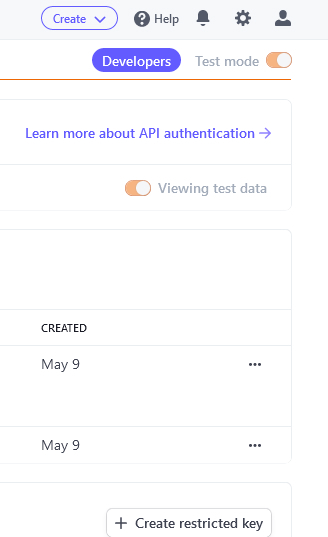 Create Help
Developers Test mode
Learn more about API authentication
Viewing test data
CREATED
May 9
May 9
Create restricted key